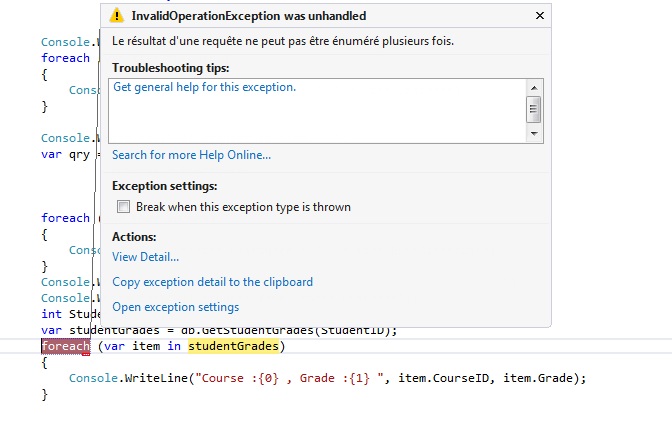 InvalidOperationException was unhandled
Le résultat d'une requête ne peut pas être énuméré plusieurs fois.
Troubleshooting tips:
Get general help for this exception.
Search for more Help Online...
Exception settings:
Break when this exception type is thrown
Actions:
View Detail...
Copy exception detail to the clipboard
Open exception settings
Console.W
foreach
{
Cons
}
Console.W
var qry =
foreach (
{
Cons
}
Console.W
Console.W
int Stud
var studentGrades = db.GetStudentGrades(StudentID);
foreach (var item in studentGrades)
{
Console.WriteLine("Course :{0} , Grade :{1} ", item.CourseID, item.Grade);
}